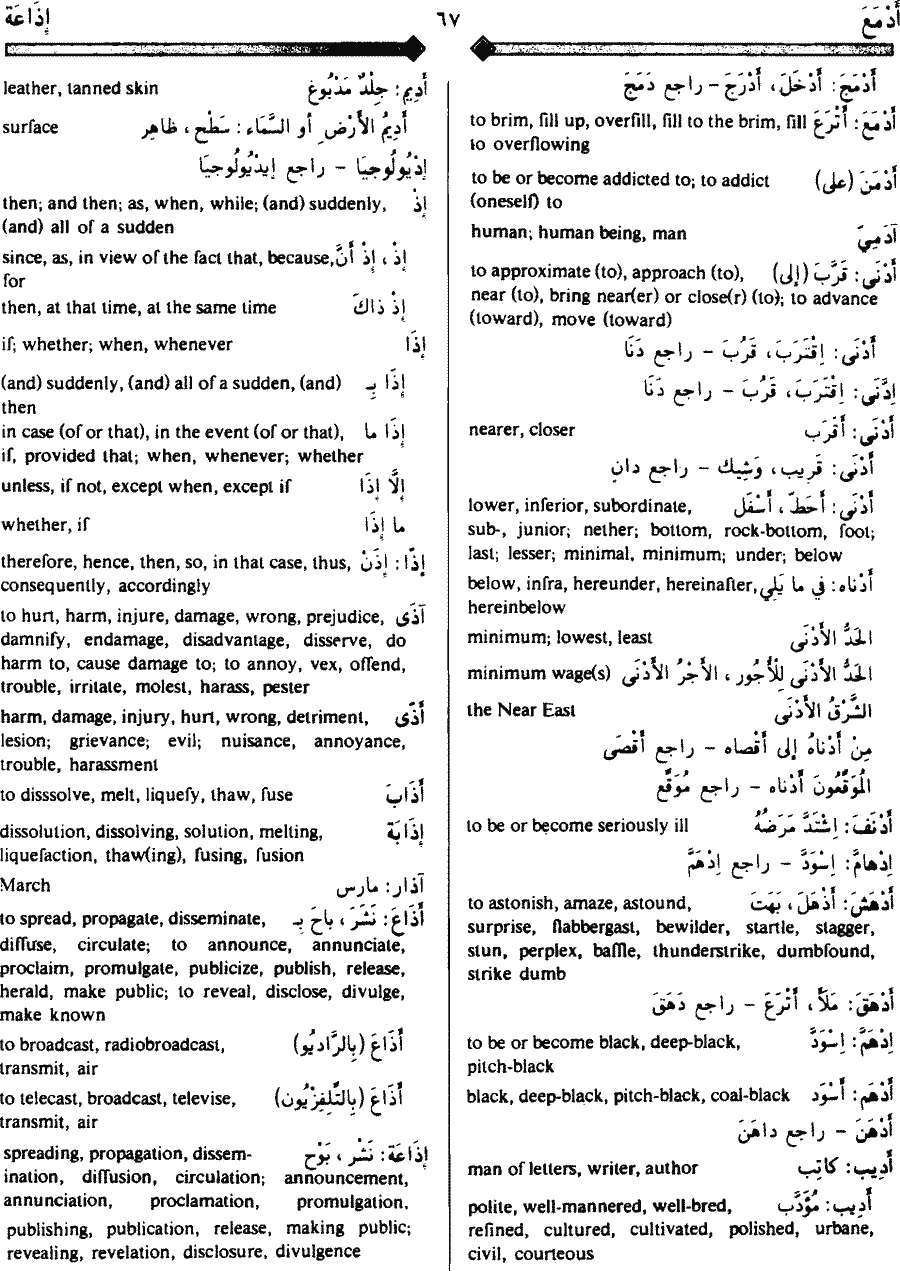 أَدْمَعَ
٦٧
إِذَاعَة
أَدْمَجَ: أَدْخَلَ، أَدْرَجَ – راجع دَمَجَ
to brim, fill up, overfill, fill to the brim, fill أَدْمَعَ: أَتْرَعَ
to overflowing
to be or become addicted to; to addict أَدْمَنَ (على)
(oneself) to
human; human being, man آدَمِيّ
to approximate (to), approach (to), أَدْنَى: قَرَّبَ (إلى)
near (to), bring near(er) or close(r) (to); to advance
(toward), move (toward)
أَدْنَى: اِقْتَرَبَ، قَرُبَ – راجع دَنَا
اِدَّنَى: اِقْتَرَبَ، قَرُبَ – راجع دَنَا
nearer, closer أَدْنَى: أَقْرَب
أَدْنَى: قَريب، وَشِيك – راجع دانٍ
lower, inferior, subordinate, أَدْنَى: أَحَطّ، أَسْفَل
sub-, junior; nether; bottom, rock-bottom, foot;
last; lesser; minimal, minimum; under; below
below, infra, hereunder, hereinafter, أَدْناه: في ما يَلِي
hereinbelow
minimum; lowest, least الحَدُّ الأَدْنَى
minimum wage(s) الحَدُّ الأَدْنَى لِلْأُجُور، الأَجْرُ الأَدْنَى
the Near East الشَّرْقُ الأَدْنَى
مِنْ أَدْناهُ إلى أَقْصاه – راجع أَقْصَى
المُوَقِّعُونَ أَدْناه – راجع مُوَقِّع
to be or become seriously ill أَدْنَفَ: اِشْتَدَّ مَرَضُهُ
اِدْهَامَّ: اِسْوَدَّ – راجع اِدْهَمَّ
to astonish, amaze, astound, أَدْهَشَ: أَذْهَلَ، بَهَتَ
surprise, flabbergast, bewilder, startle, stagger,
stun, perplex, baffle, thunderstrike, dumbfound,
strike dumb
أَدْهَقَ: مَلَأَ، أَتْرَعَ – راجع دَهَقَ
to be or become black, deep-black, اِدْهَمَّ: اِسْوَدَّ
pitch-black
black, deep-black, pitch-black, coal-black أَدْهَم: أَسْوَد
أَدْهَنَ – راجع داهَنَ
man of letters, writer, author أَدِيب: كاتِب
polite, well-mannered, well-bred, أَدِيب: مُؤَدَّب
refined, cultured, cultivated, polished, urbane,
civil, courteous
leather, tanned skin أَدِيم: جِلْدٌ مَدْبُوغ
surface أَدِيمُ الأَرْضِ أو السَّمَاء: سَطْح، ظاهِر
إِدْيُولُوجِيَا – راجع إيدْيُولُوجِيَا
then; and then; as, when, while; (and) suddenly, إِذْ
(and) all of a sudden
since, as, in view of the fact that, because, إِذْ، إِذْ أَنَّ
for
then, at that time, at the same time إِذْ ذَاكَ
if; whether; when, whenever إِذَا
(and) suddenly, (and) all of a sudden, (and) إِذَا بِـ
then
in case (of or that), in the event (of or that), إِذَا ما
if, provided that; when, whenever; whether
unless, if not, except when, except if إِلَّا إِذَا
whether, if ما إِذَا
therefore, hence, then, so, in that case, thus, إِذًا: إِذَنْ
consequently, accordingly
to hurt, harm, injure, damage, wrong, prejudice, آذَى
damnify, endamage, disadvantage, disserve, do
harm to, cause damage to; to annoy, vex, offend,
trouble, irritate, molest, harass, pester
harm, damage, injury, hurt, wrong, detriment, أَذًى
lesion; grievance; evil; nuisance, annoyance,
trouble, harassment
to disssolve, melt, liquefy, thaw, fuse أَذَابَ
dissolution, dissolving, solution, melting, إِذَابَة
liquefaction, thaw(ing), fusing, fusion
March آذار: مارس
to spread, propagate, disseminate, أَذَاعَ: نَشَرَ، باحَ بِـ
diffuse, circulate; to announce, annunciate,
proclaim, promulgate, publicize, publish, release,
herald, make public; to reveal, disclose, divulge,
make known
to broadcast, radiobroadcast, أَذَاعَ (بِالرَّادِيُو)
transmit, air
to telecast, broadcast, televise, أَذَاعَ (بِالتِّلِفِزْيُون)
transmit, air
spreading, propagation, dissem- إِذَاعَة: نَشْر، بَوْح
ination, diffusion, circulation; announcement,
annunciation, proclamation, promulgation,
publishing, publication, release, making public;
revealing, revelation, disclosure, divulgence